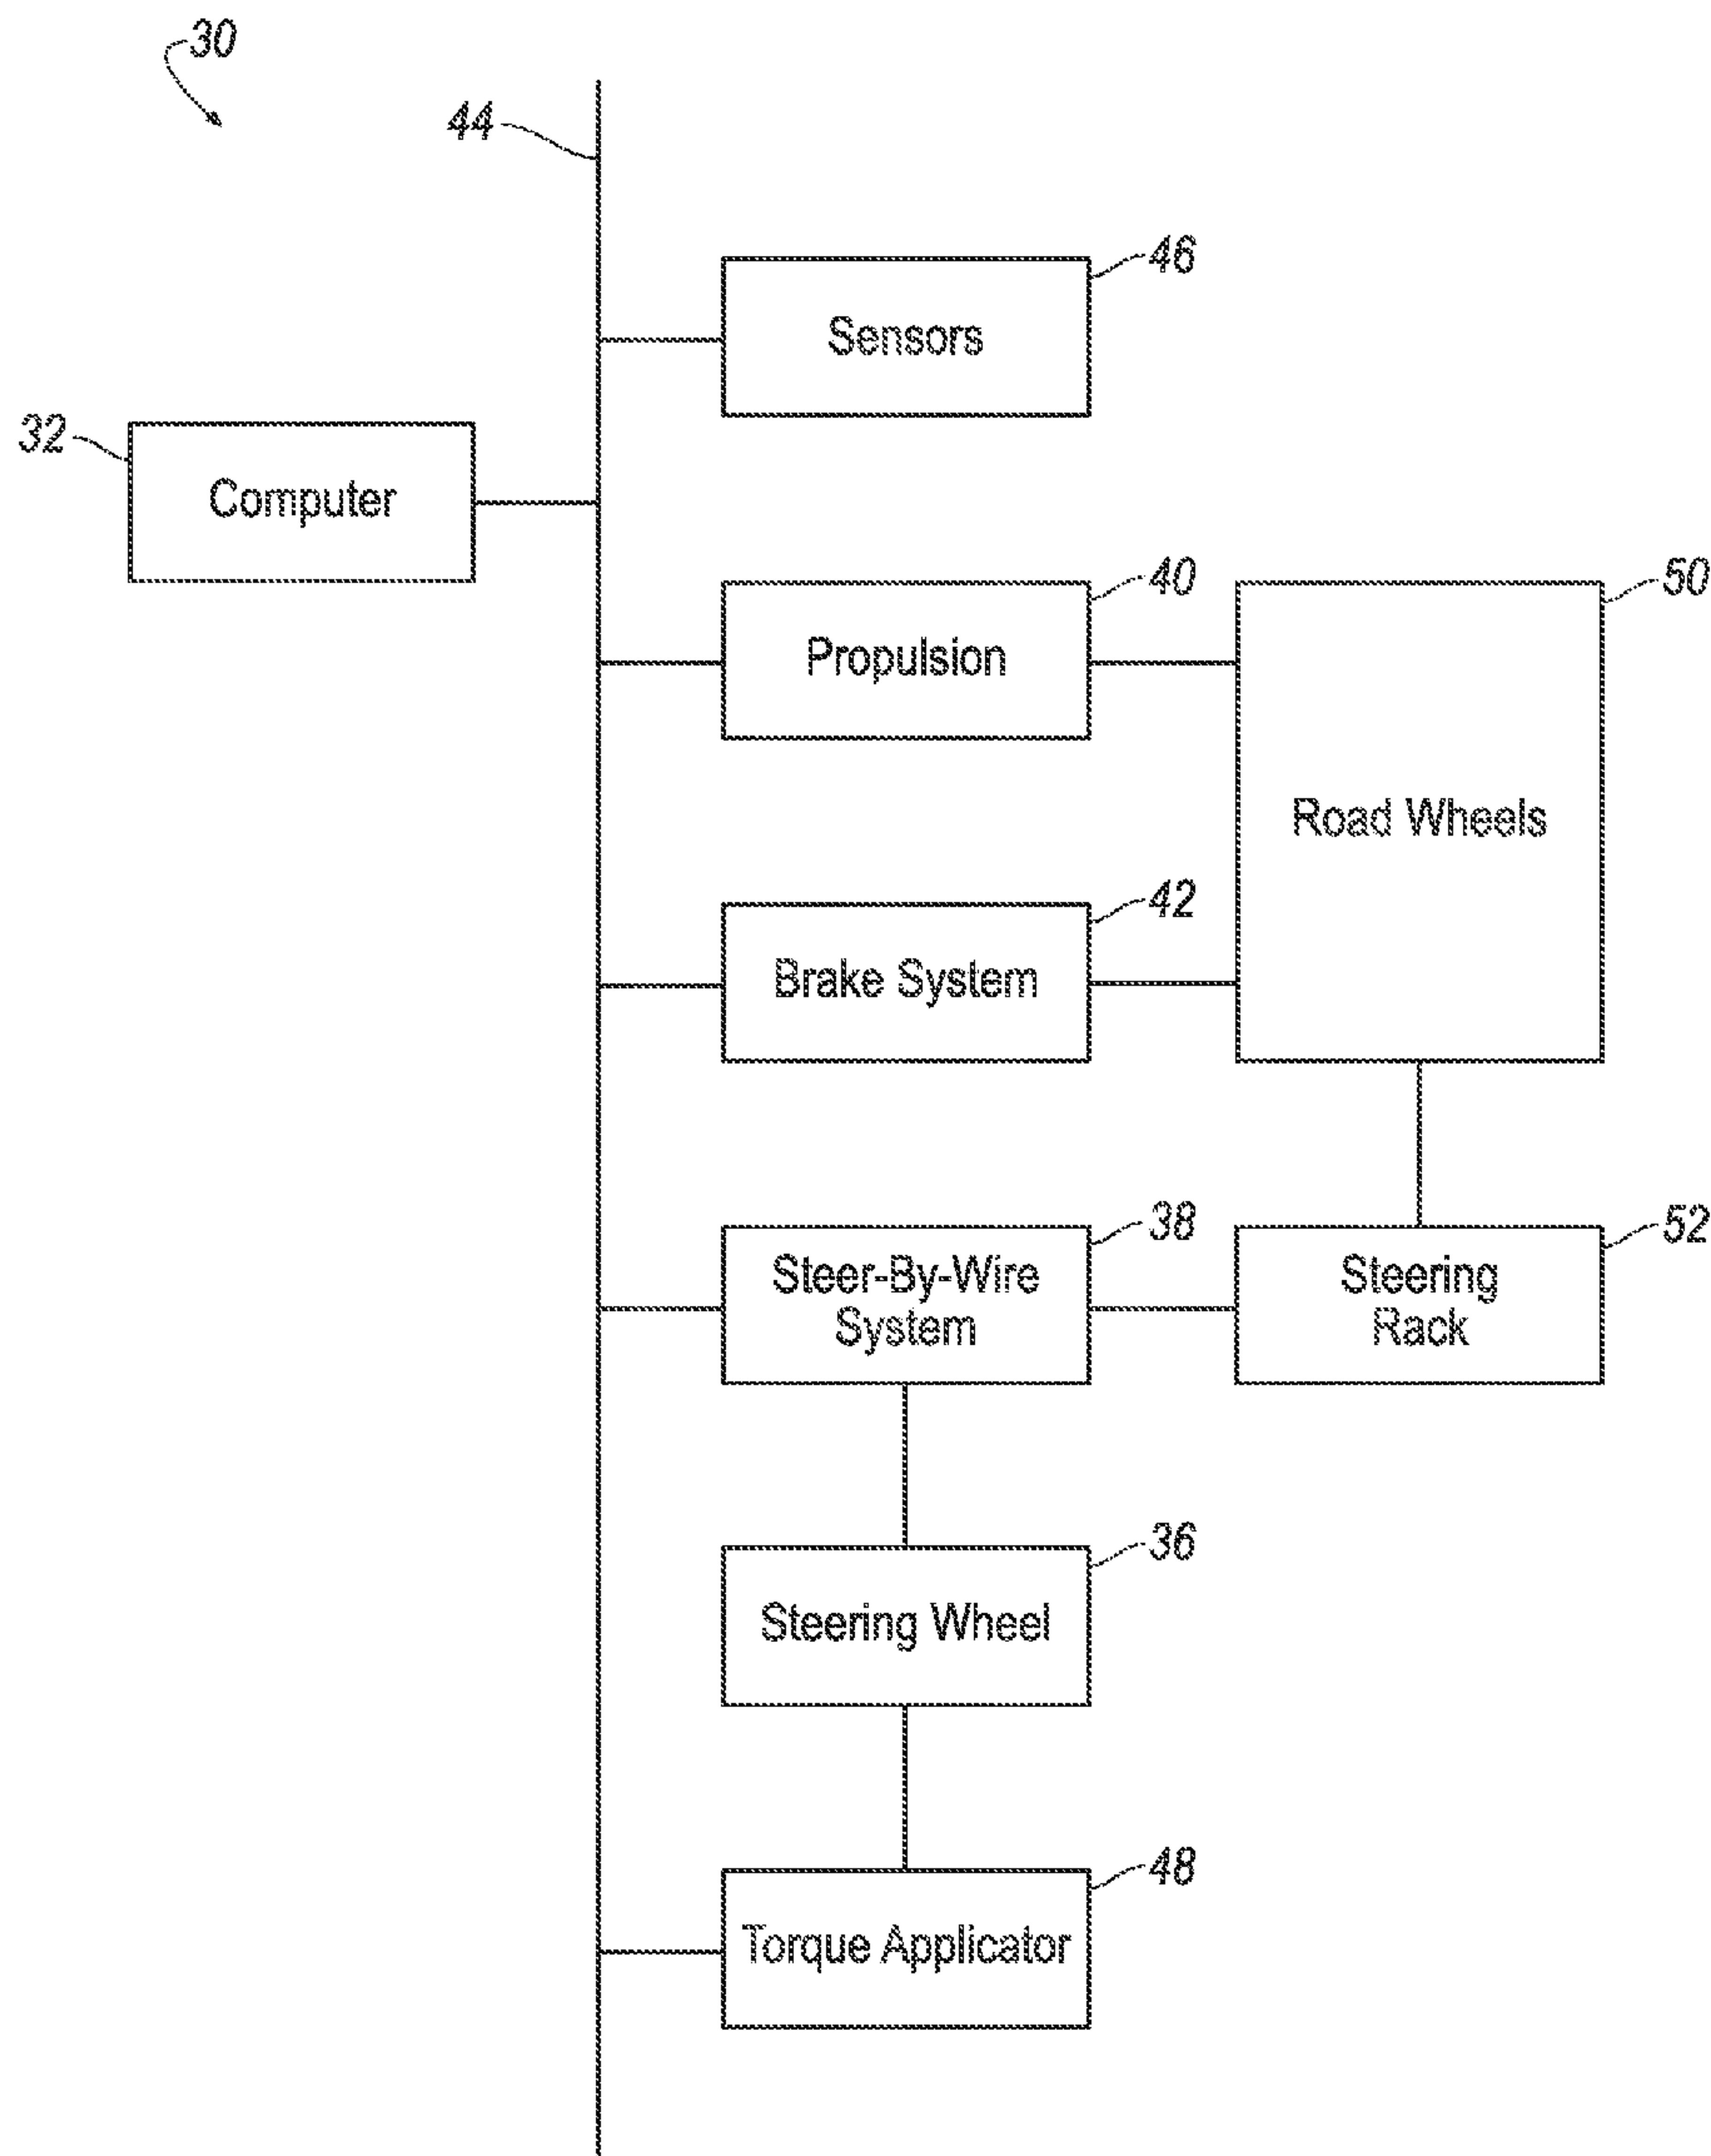 30
44
46
Sensors
32
Computer
40
50
Propulsion
Road Wheels
42
Brake System
38
52
Steer-By-Wire
System
Steering
Rack
36
Steering Wheel
48
Torque Applicator